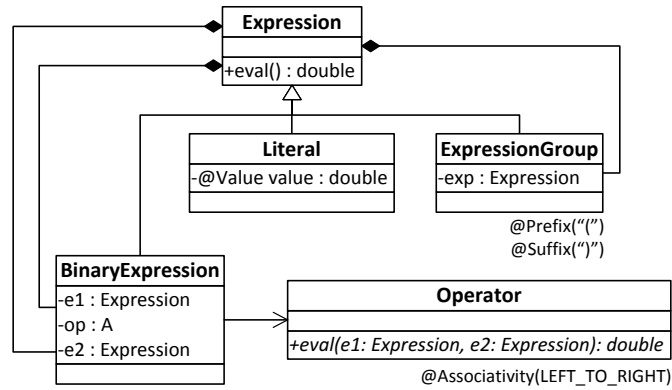 Expression
+eval() : double
Literal
-@Value value : double
ExpressionGroup
-exp : Expression
@Prefix(“(”)
@Suffix(“)”)
BinaryExpression
-e1 : Expression
-op : A
-e2 : Expression
Operator
+eval(e1: Expression, e2: Expression): double
@Associativity(LEFT_TO_RIGHT)